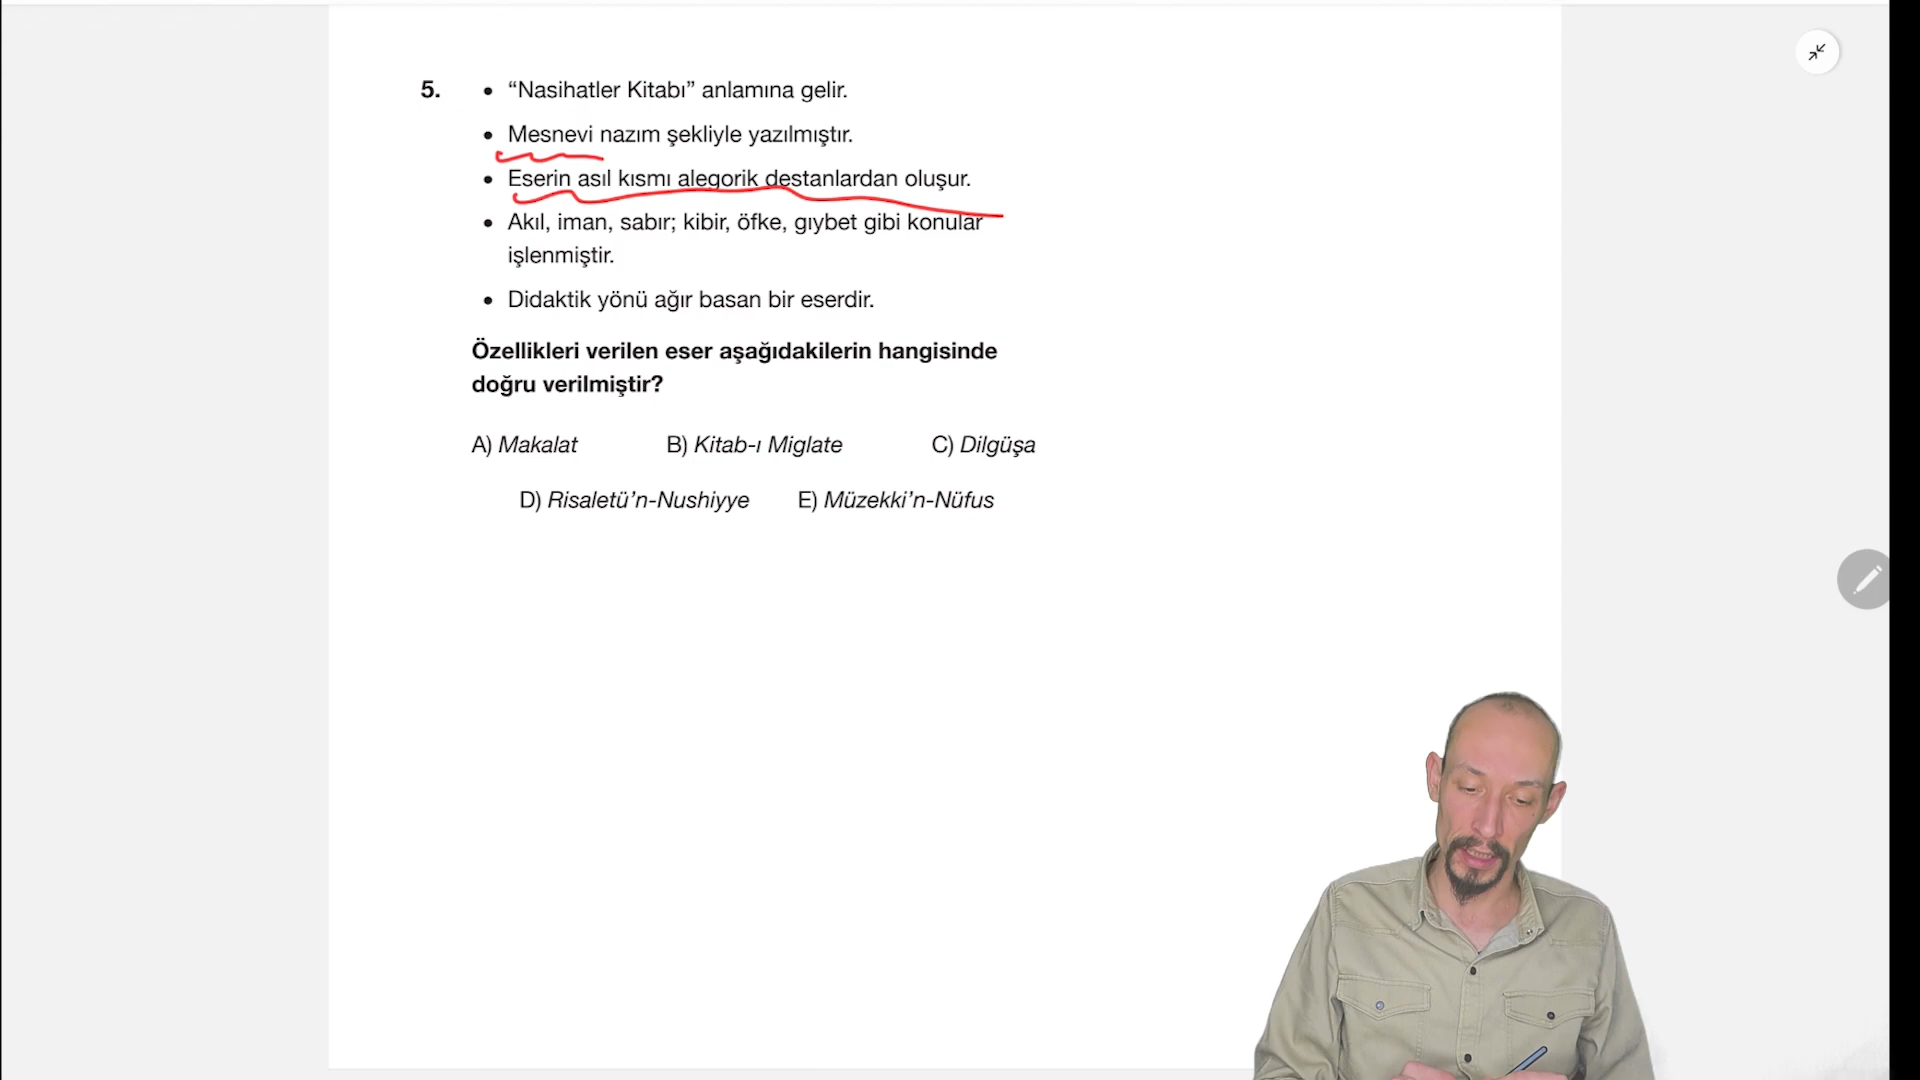 5. • “Nasihatler Kitabı” anlamına gelir.
• Mesnevi nazım şekliyle yazılmıştır.
• Eserin asıl kısmı alegorik destanlardan oluşur.
• Akıl, iman, sabır; kibir, öfke, gıybet gibi konular
işlenmiştir.
• Didaktik yönü ağır basan bir eserdir.
Özellikleri verilen eser aşağıdakilerin hangisinde
doğru verilmiştir?
A) Makalat B) Kitab-ı Miglate C) Dilgüşa
D) Risaletü’n-Nushiyye E) Müzekki’n-Nüfus